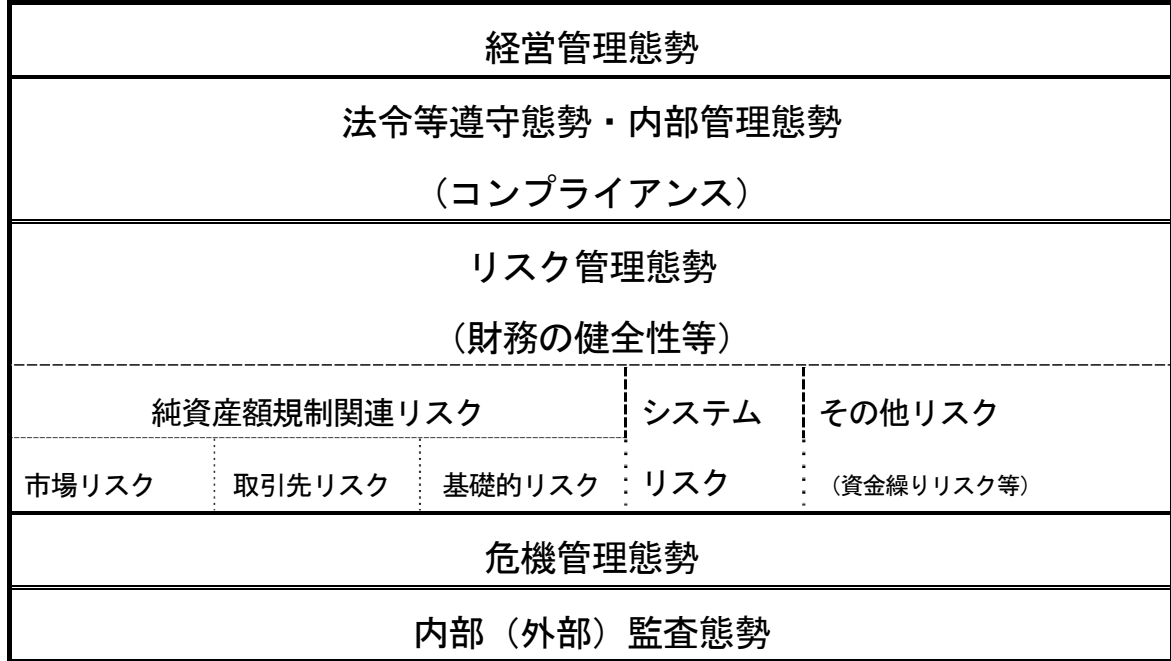 経営管理態勢
法令等遵守態勢・内部管理態勢
（コンプライアンス）
リスク管理態勢
（財務の健全性等）
純資産額規制関連リスク
市場リスク
取引先リスク
基礎的リスク
システム
リスク
その他リスク
（資金繰りリスク等）
危機管理態勢
内部（外部）監査態勢